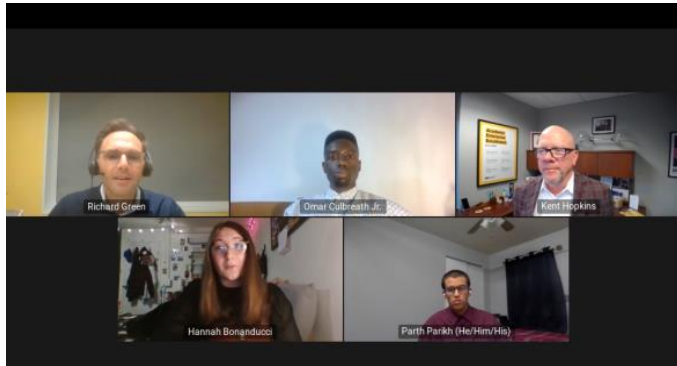 Richard Green
Omar Culbreath Jr.
Kent Hopkins
Hannah Bonanducci
Parth Parikh (He/Him/His)